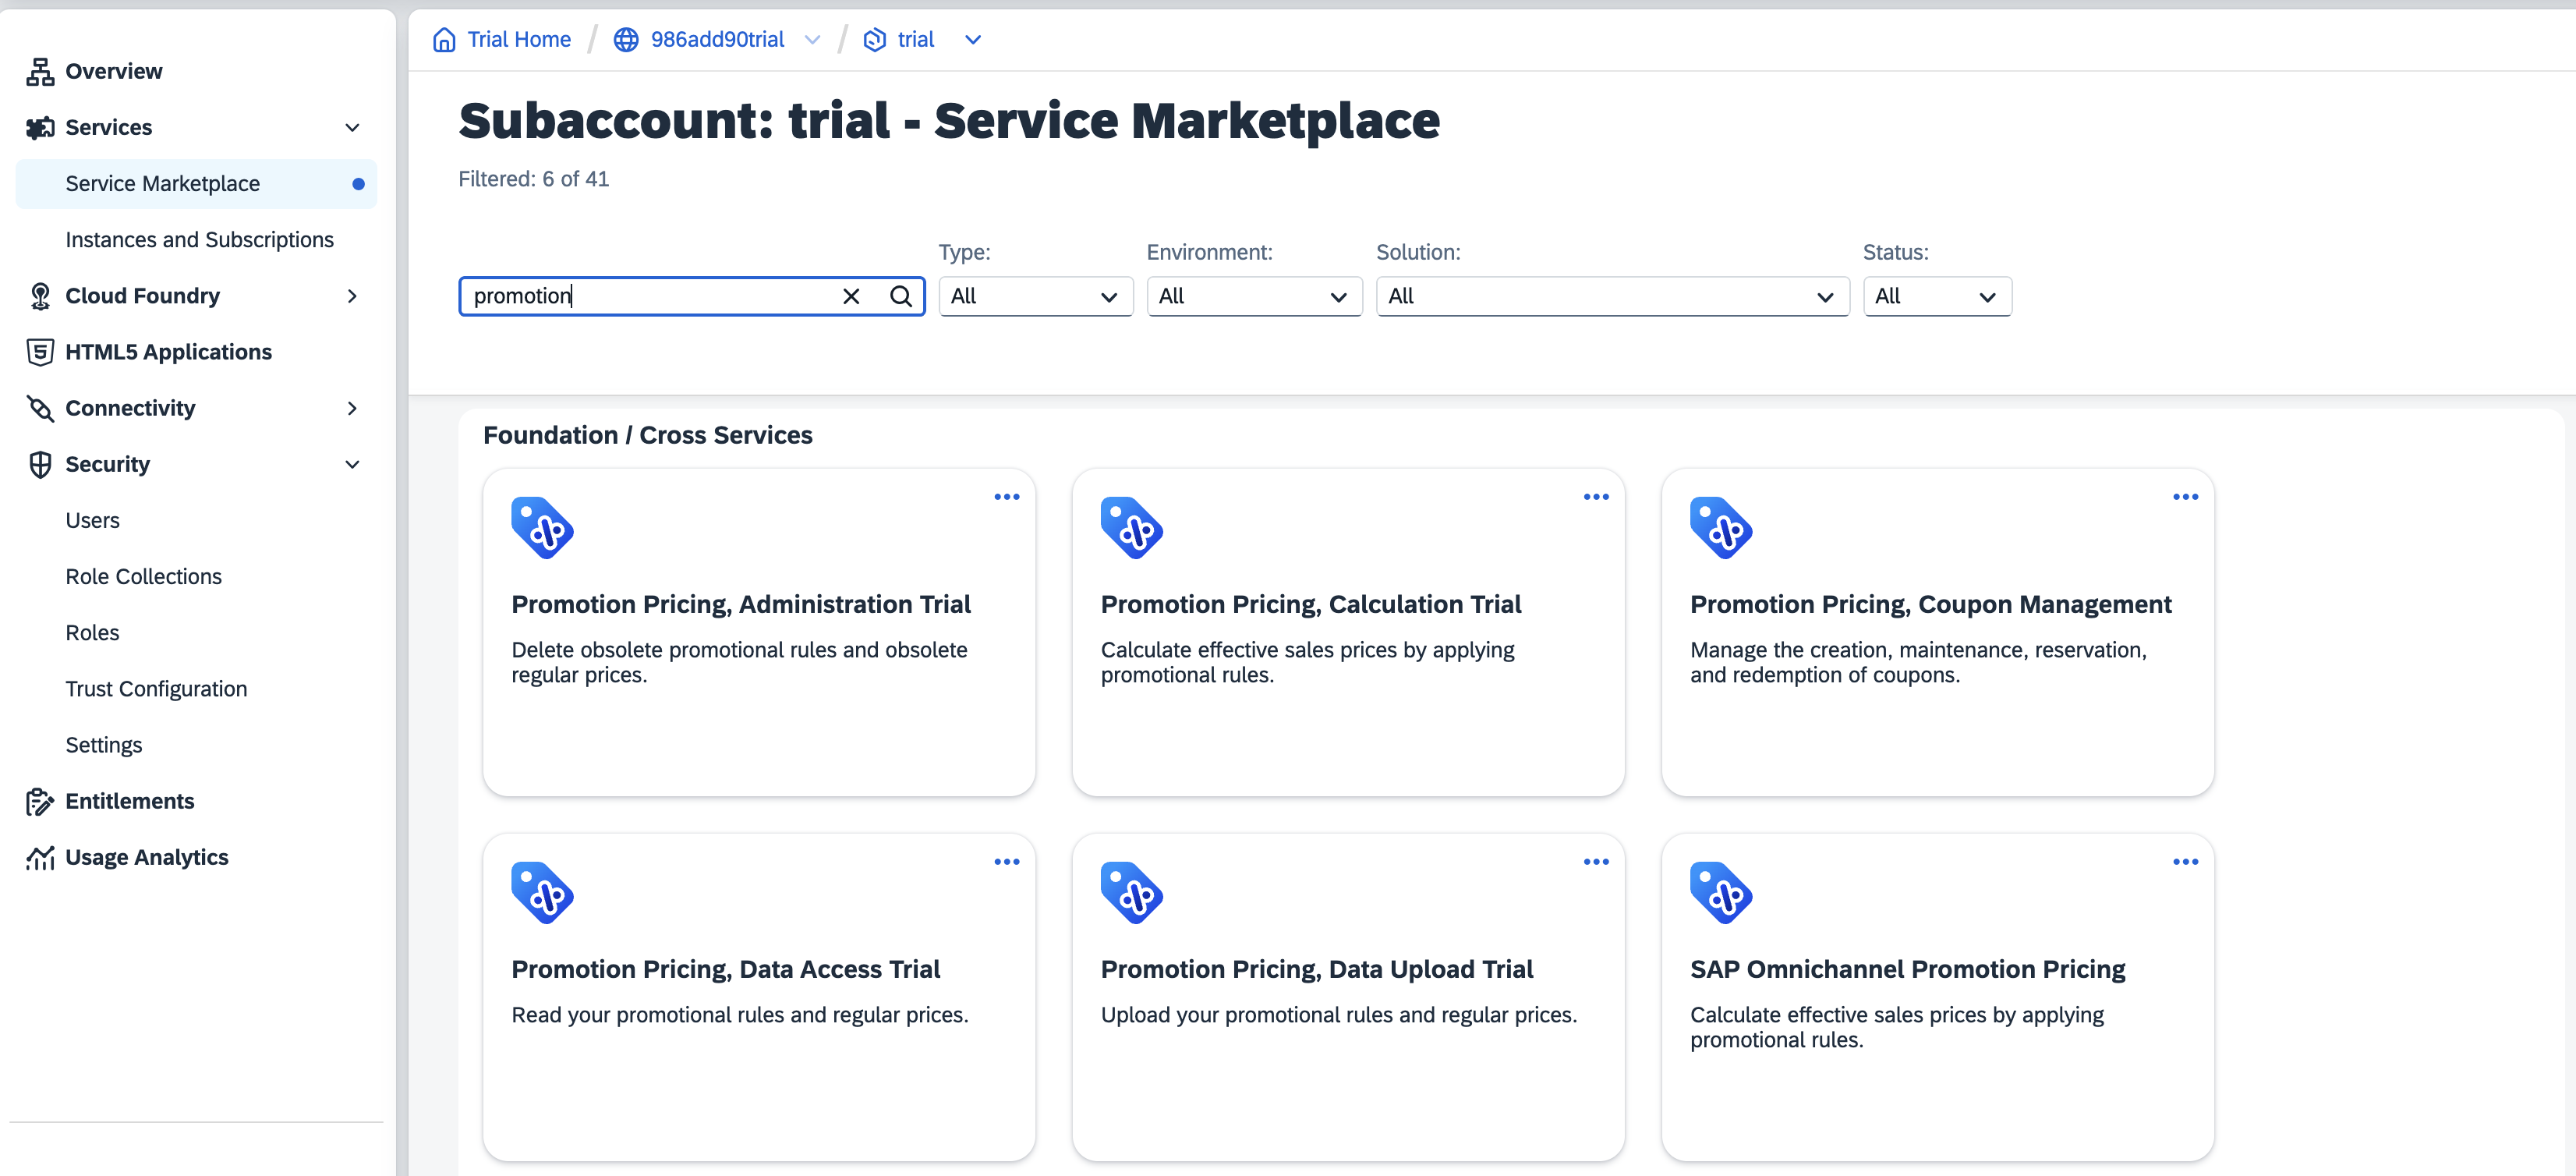 Trial Home / 986add90trial / trial
Overview
Services
Service Marketplace
Instances and Subscriptions
Cloud Foundry
HTML5 Applications
Connectivity
Security
Users
Role Collections
Roles
Trust Configuration
Settings
Entitlements
Usage Analytics
Subaccount: trial - Service Marketplace
Filtered: 6 of 41
Type:
Environment:
Solution:
Status:
promotion
All
All
All
All
Foundation / Cross Services
Promotion Pricing, Administration Trial
Delete obsolete promotional rules and obsolete
regular prices.
Promotion Pricing, Calculation Trial
Calculate effective sales prices by applying
promotional rules.
Promotion Pricing, Coupon Management
Manage the creation, maintenance, reservation,
and redemption of coupons.
Promotion Pricing, Data Access Trial
Read your promotional rules and regular prices.
Promotion Pricing, Data Upload Trial
Upload your promotional rules and regular prices.
SAP Omnichannel Promotion Pricing
Calculate effective sales prices by applying
promotional rules.